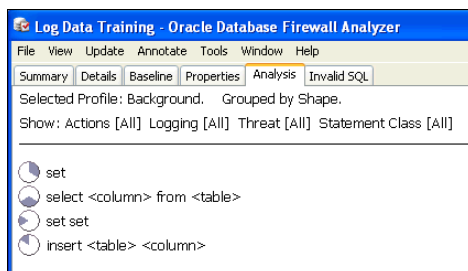 Log Data Training - Oracle Database Firewall Analyzer
File View Update Annotate Tools Window Help
Summary Details Baseline Properties Analysis Invalid SQL
Selected Profile: Background. Grouped by Shape.
Show: Actions [All] Logging [All] Threat [All] Statement Class [All]
set
select <column> from <table>
set set
insert <table> <column>